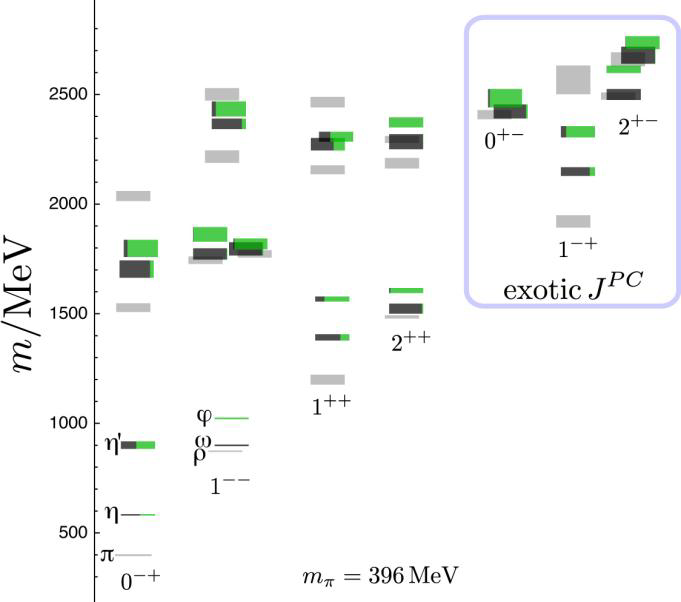 m/MeV
2500
2000
1500
1000
500
η'
η
π
0⁻⁺
φ
ω
ρ
1⁻⁻
1⁺⁺
2⁺⁺
0⁺⁻
1⁻⁺
2⁺⁻
exotic Jᴾᶜ
mπ = 396 MeV